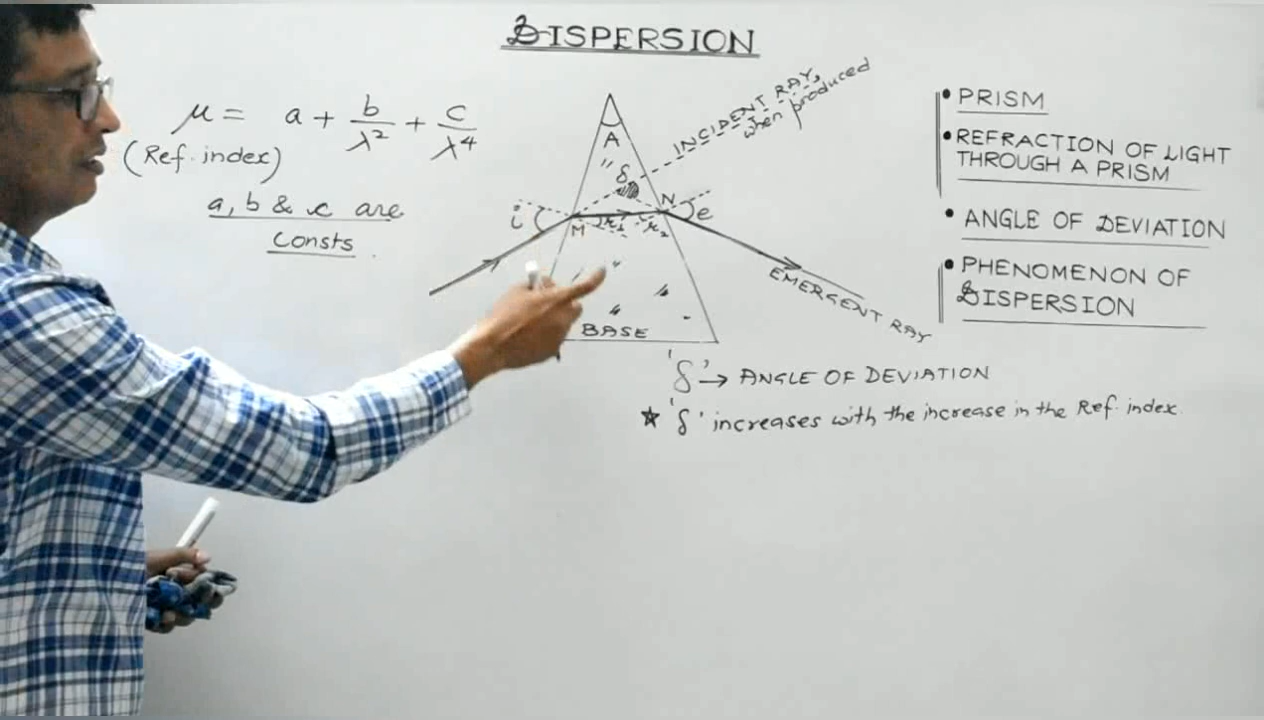 DISPERSION
μ = a + b/λ² + c/λ⁴
(Ref. index)
a, b & c are
Consts.
A
δ
INCIDENT RAY,
when produced
i
M
r₁
r₂
N
e
EMERGENT RAY
BASE
'δ' → ANGLE OF DEVIATION
★ 'δ' increases with the increase in the Ref. index.
• PRISM
• REFRACTION OF LIGHT
THROUGH A PRISM
• ANGLE OF DEVIATION
• PHENOMENON OF
DISPERSION